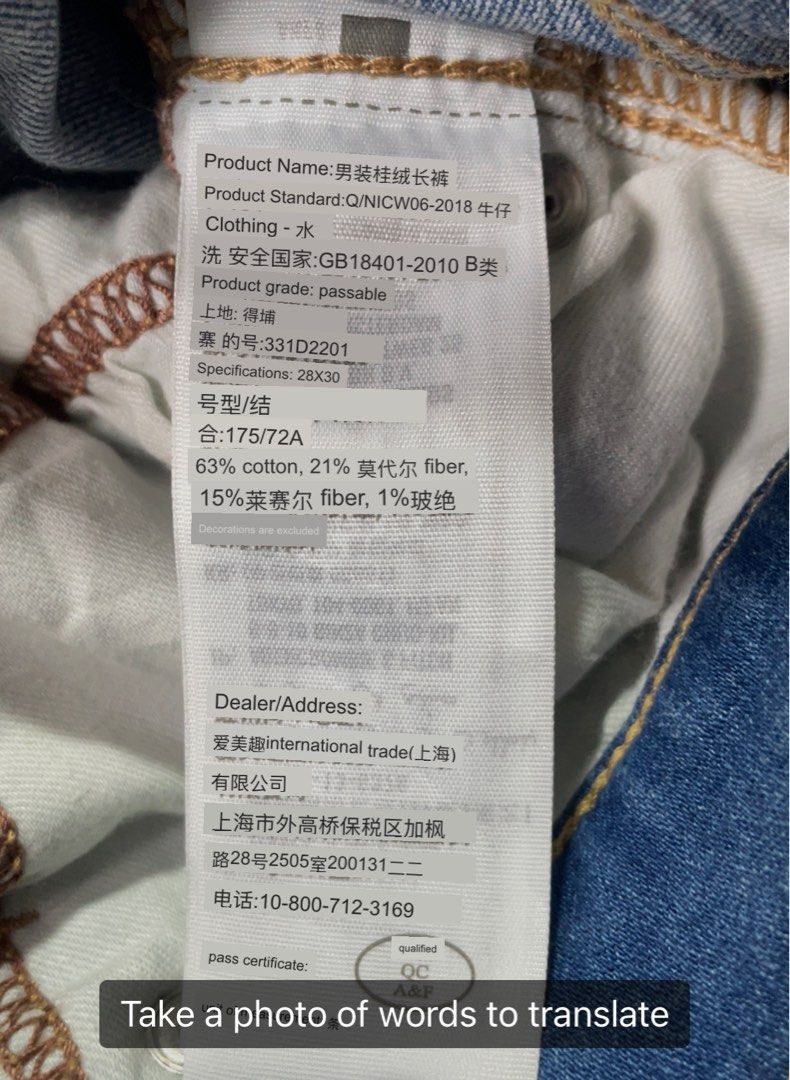 Product Name:男装桂绒长裤
Product Standard:Q/NICW06-2018 牛仔
Clothing - 水
洗 安全国家:GB18401-2010 B类
Product grade: passable
上地: 得埔
寨 的号:331D2201
Specifications: 28X30
号型/结
合:175/72A
63% cotton, 21% 莫代尔 fiber,
15%莱赛尔 fiber, 1%玻绝
Decorations are excluded
Dealer/Address:
爱美趣international trade(上海)
有限公司
上海市外高桥保税区加枫
路28号2505室200131二二
电话:10-800-712-3169
pass certificate:
qualified
QC
A&F
unit of measurement: 条
Take a photo of words to translate